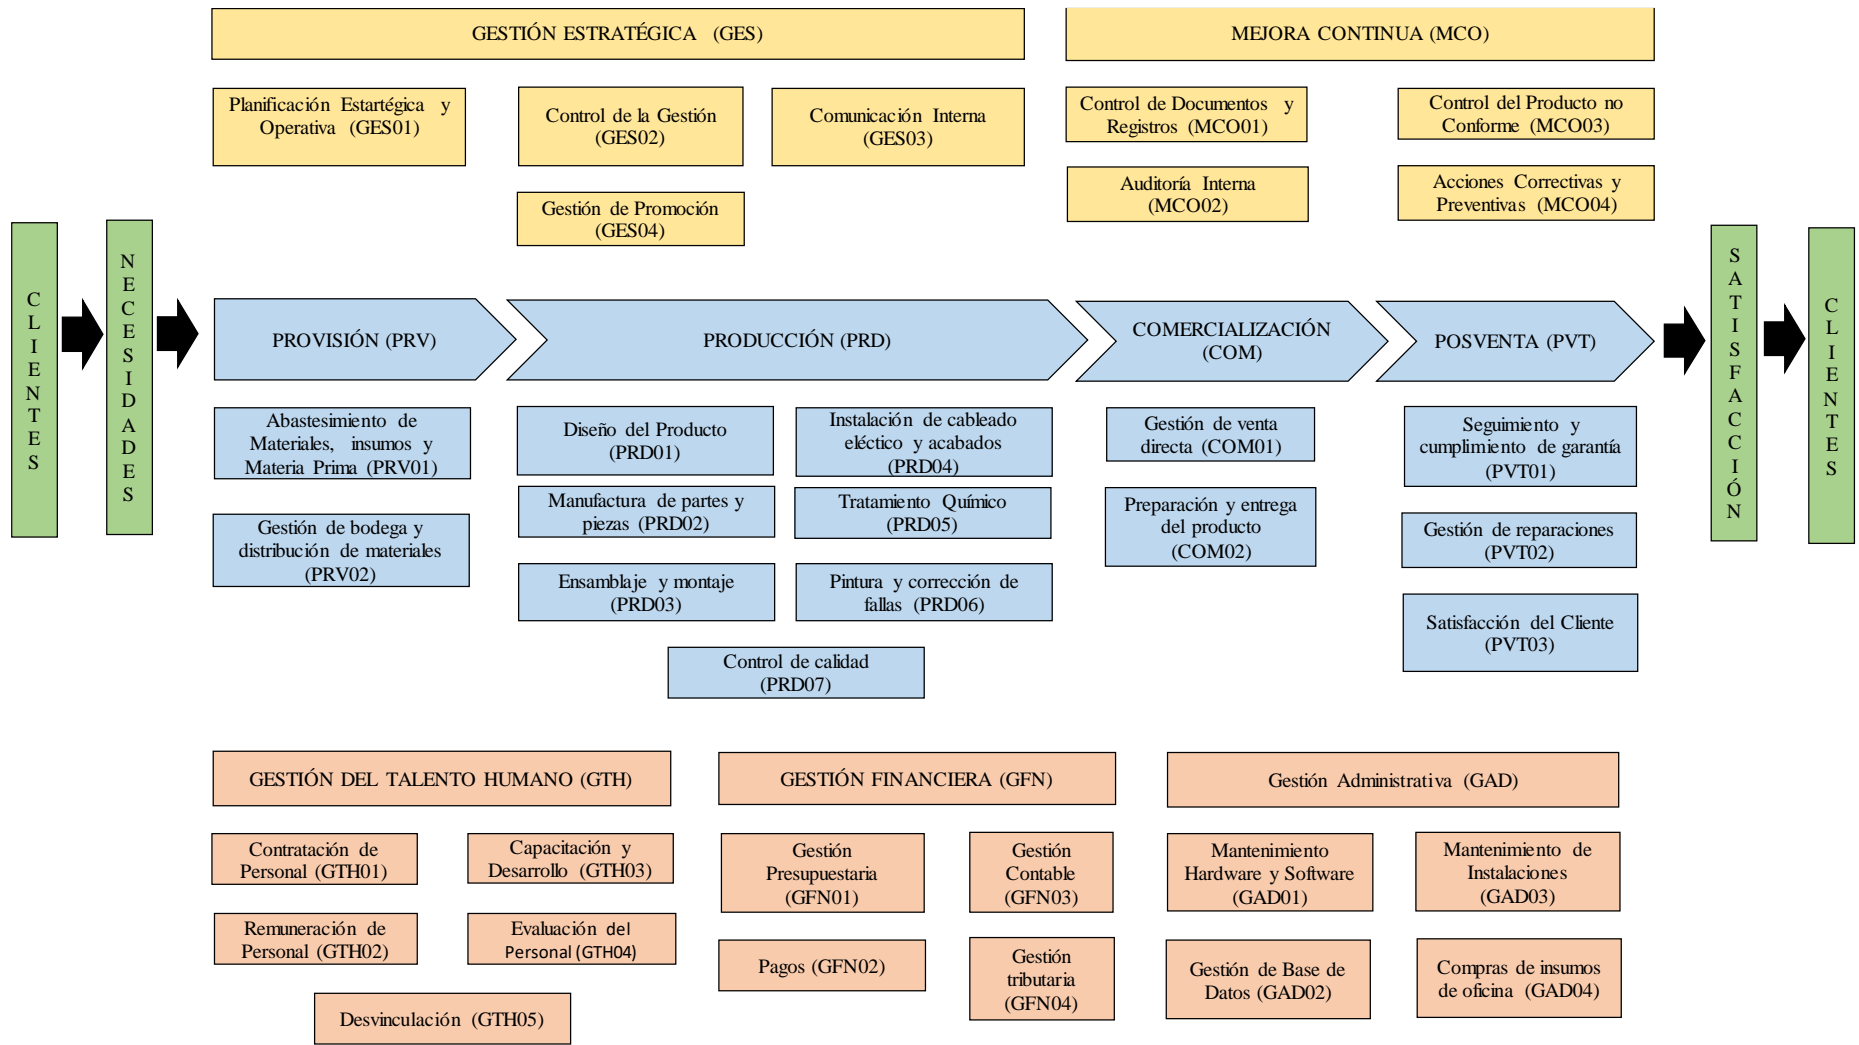 GESTIÓN ESTRATÉGICA (GES)
MEJORA CONTINUA (MCO)
Planificación Estartégica y
Operativa (GES01)
Control de la Gestión
(GES02)
Comunicación Interna
(GES03)
Gestión de Promoción
(GES04)
Control de Documentos y
Registros (MCO01)
Control del Producto no
Conforme (MCO03)
Auditoría Interna
(MCO02)
Acciones Correctivas y
Preventivas (MCO04)
CLIENTES
NECESIDADES
PROVISIÓN (PRV)
PRODUCCIÓN (PRD)
COMERCIALIZACIÓN
(COM)
POSVENTA (PVT)
SATISFACCIÓN
CLIENTES
Abastesimiento de
Materiales, insumos y
Materia Prima (PRV01)
Gestión de bodega y
distribución de materiales
(PRV02)
Diseño del Producto
(PRD01)
Instalación de cableado
eléctico y acabados
(PRD04)
Manufactura de partes y
piezas (PRD02)
Tratamiento Químico
(PRD05)
Ensamblaje y montaje
(PRD03)
Pintura y corrección de
fallas (PRD06)
Control de calidad
(PRD07)
Gestión de venta
directa (COM01)
Preparación y entrega
del producto
(COM02)
Seguimiento y
cumplimiento de garantía
(PVT01)
Gestión de reparaciones
(PVT02)
Satisfacción del Cliente
(PVT03)
GESTIÓN DEL TALENTO HUMANO (GTH)
GESTIÓN FINANCIERA (GFN)
Gestión Administrativa (GAD)
Contratación de
Personal (GTH01)
Capacitación y
Desarrollo (GTH03)
Remuneración de
Personal (GTH02)
Evaluación del
Personal (GTH04)
Desvinculación (GTH05)
Gestión
Presupuestaria
(GFN01)
Gestión
Contable
(GFN03)
Pagos (GFN02)
Gestión
tributaria
(GFN04)
Mantenimiento
Hardware y Software
(GAD01)
Mantenimiento de
Instalaciones
(GAD03)
Gestión de Base de
Datos (GAD02)
Compras de insumos
de oficina (GAD04)